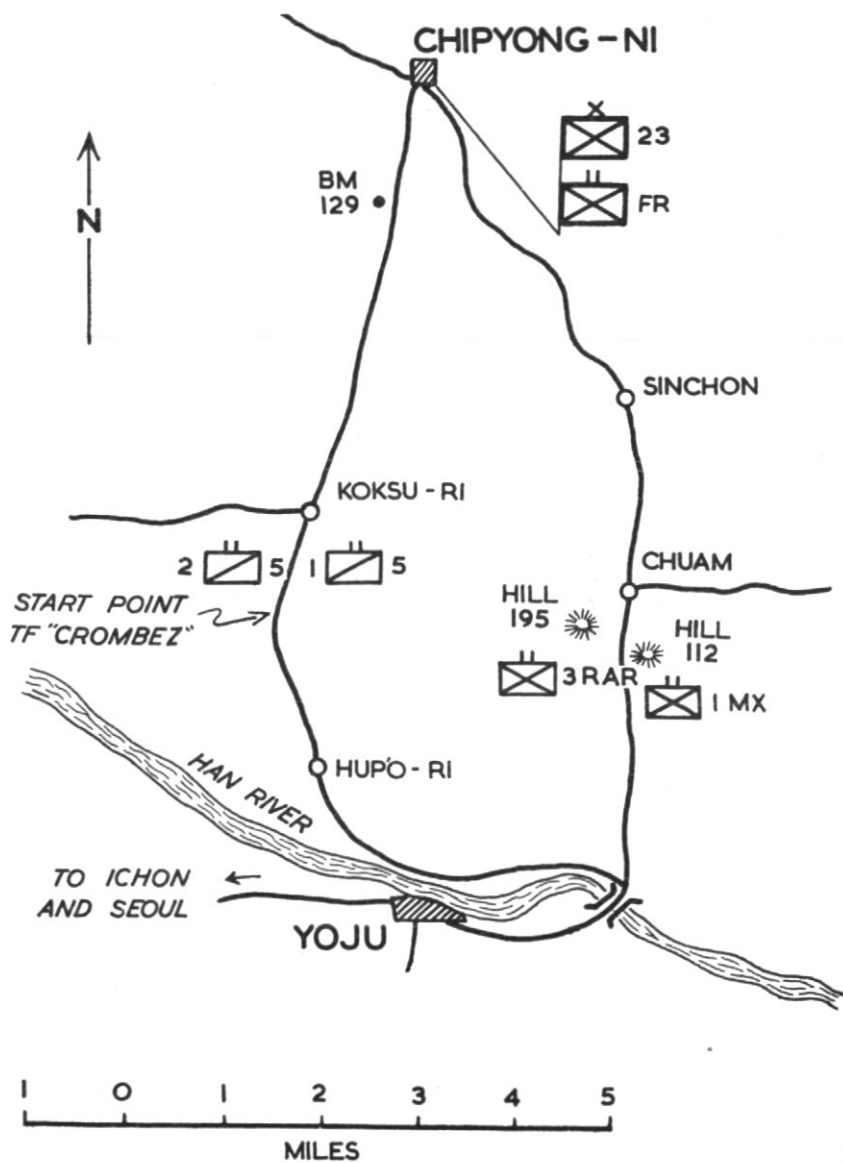 CHIPYONG-NI
23
FR
N
BM
129
SINCHON
KOKSU-RI
2 5 1 5
CHUAM
START POINT
TF "CROMBEZ"
HILL
195
HILL
112
3 RAR
1 MX
HUP'O-RI
HAN RIVER
TO ICHON
AND SEOUL
YOJU
1 0 1 2 3 4 5
MILES